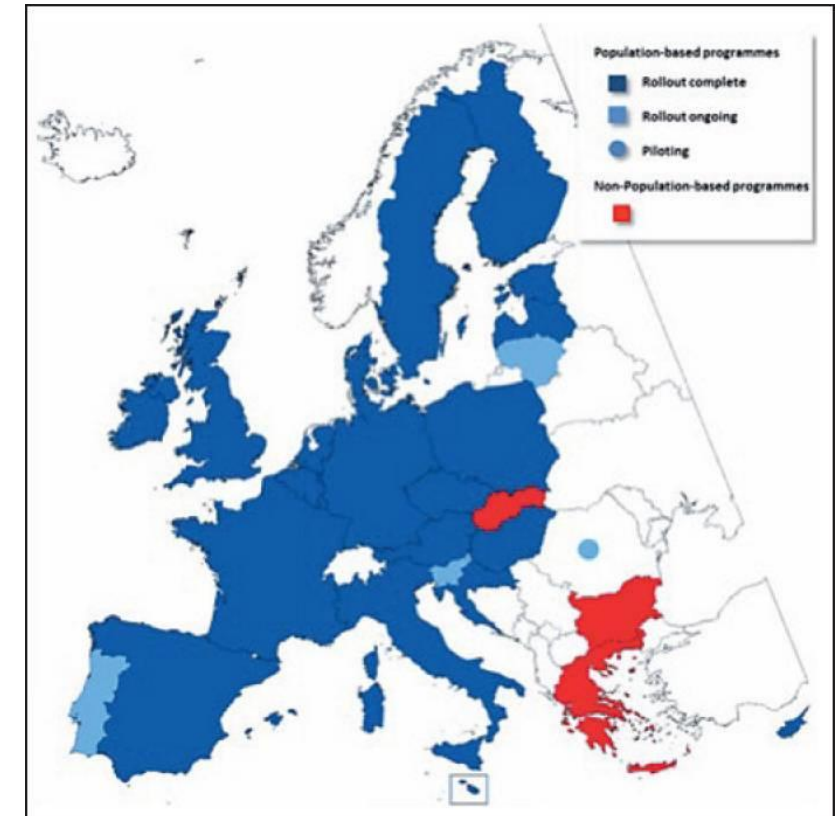 Population-based programmes
Rollout complete
Rollout ongoing
Piloting
Non-Population-based programmes